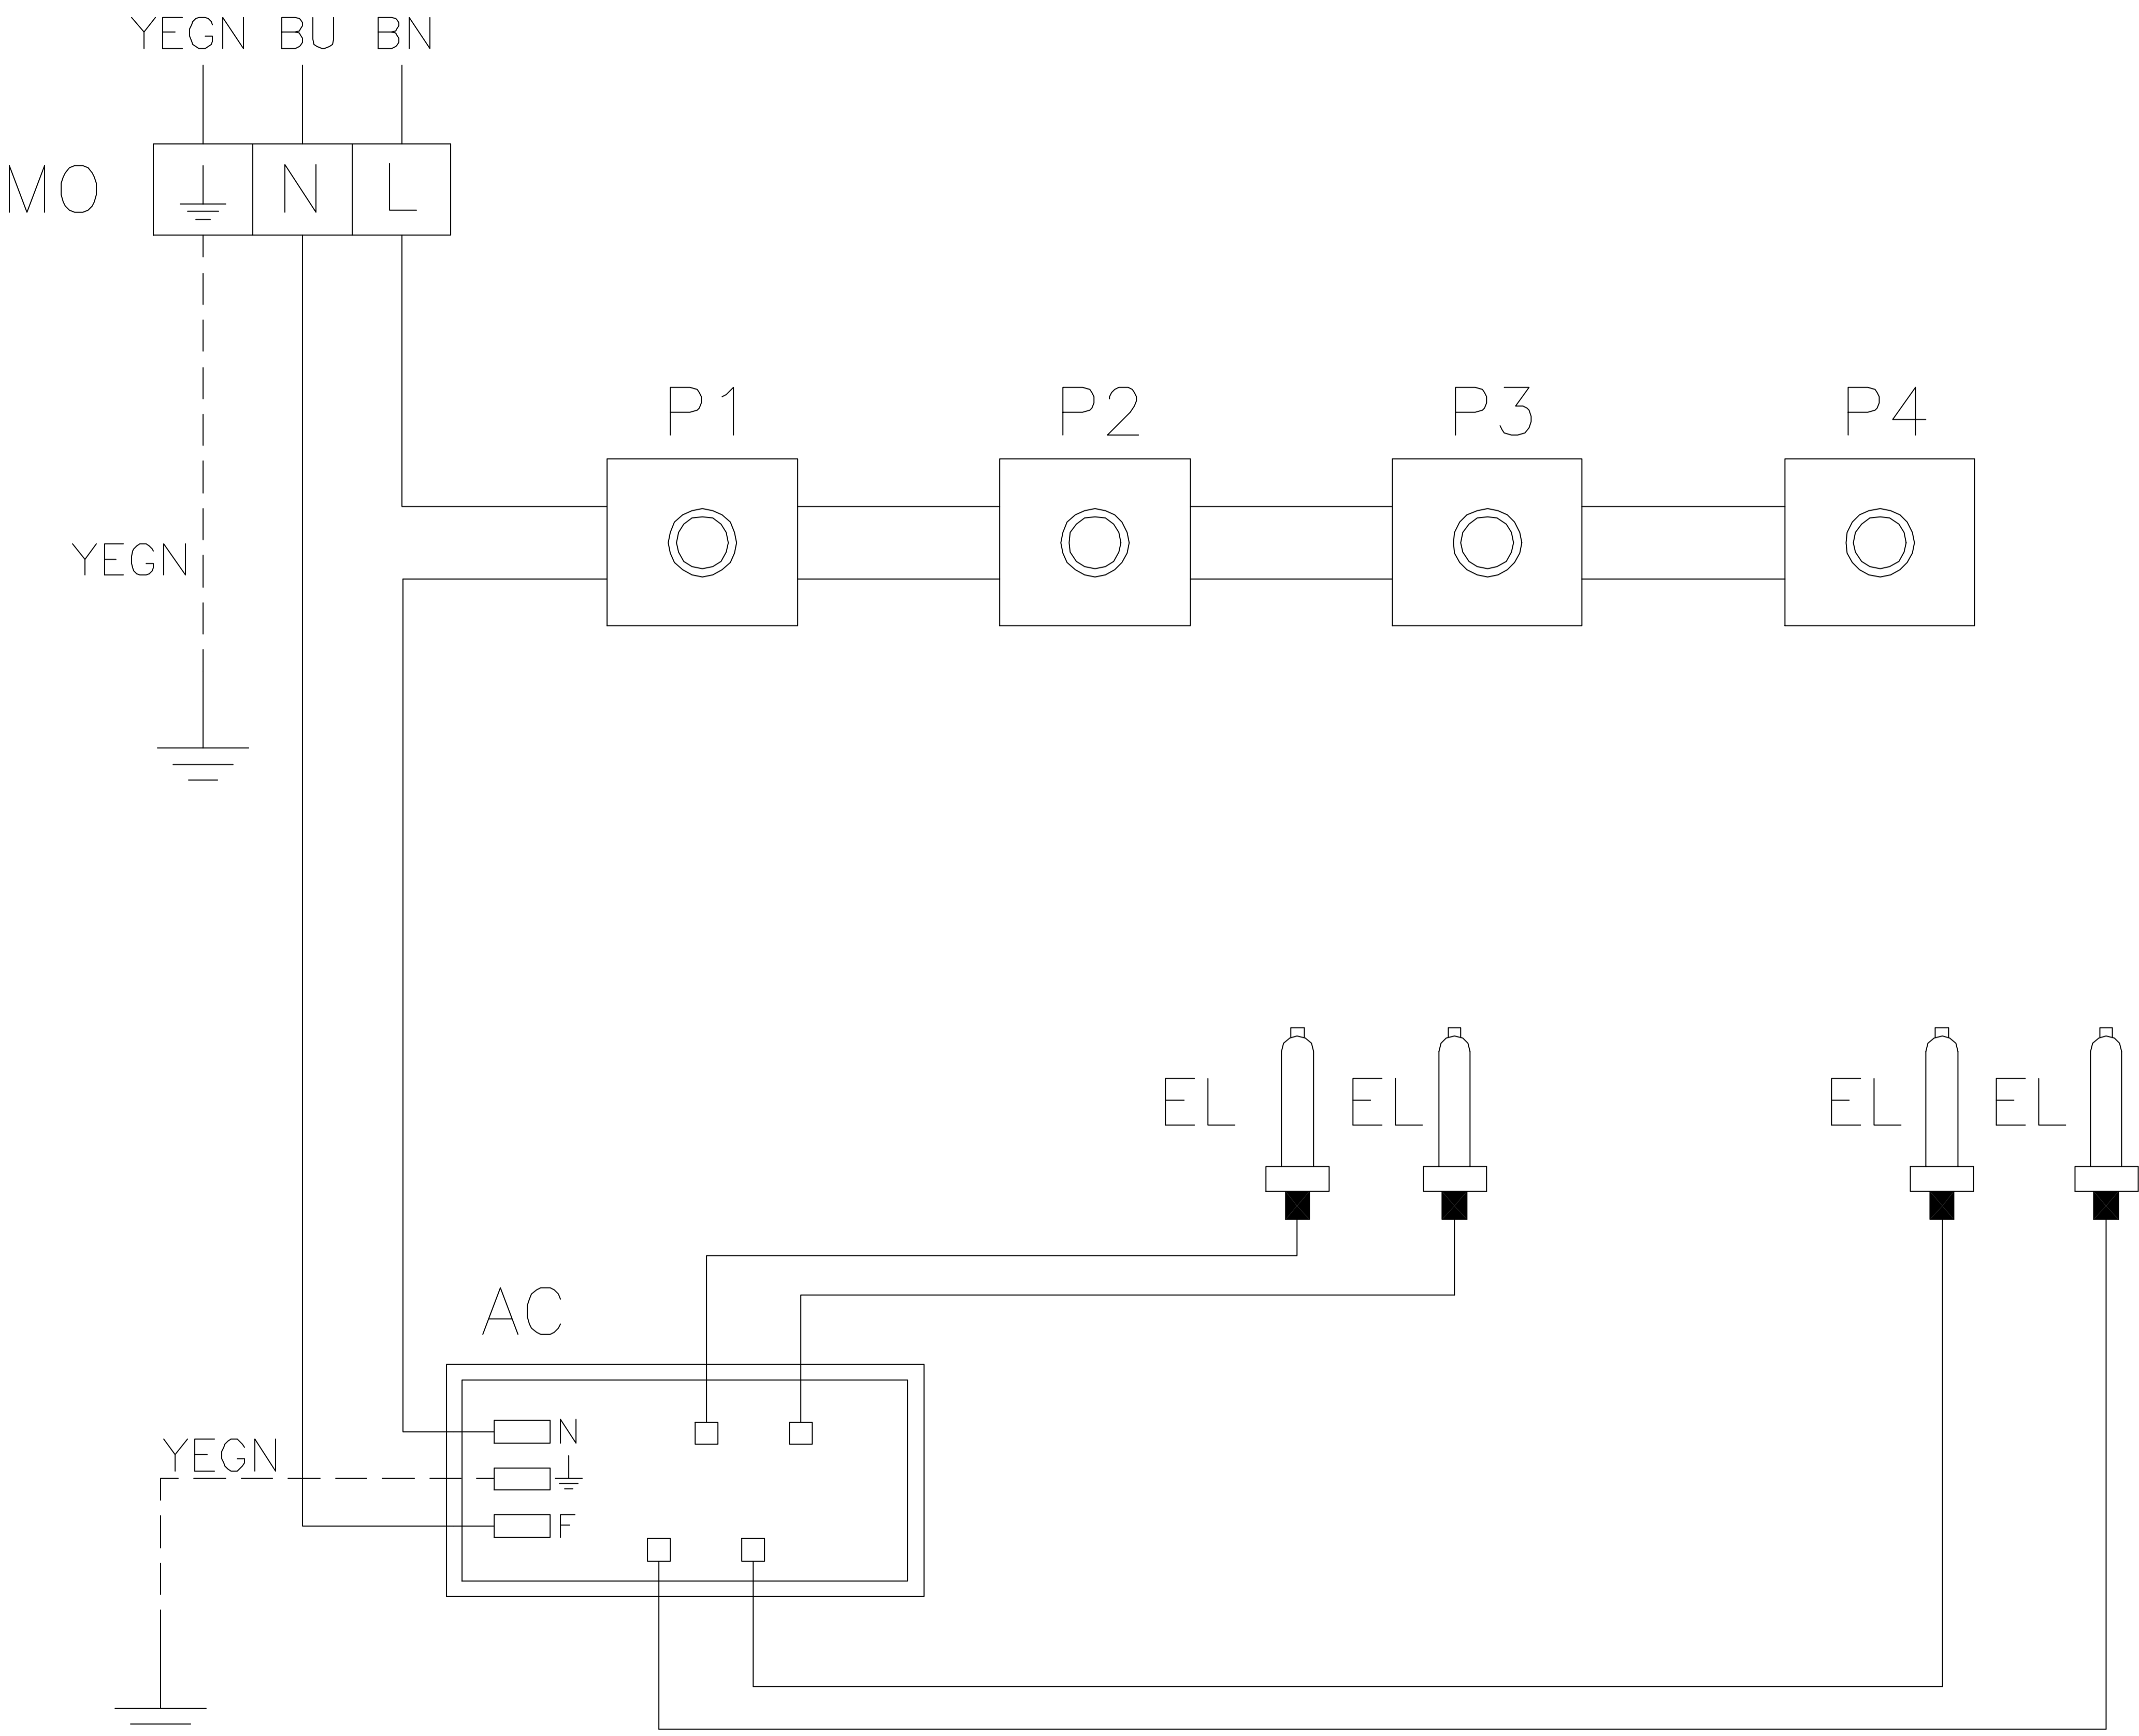 YEGN BU BN
MO N L
P1 P2 P3 P4
YEGN
EL EL EL EL
AC
N
YEGN
F